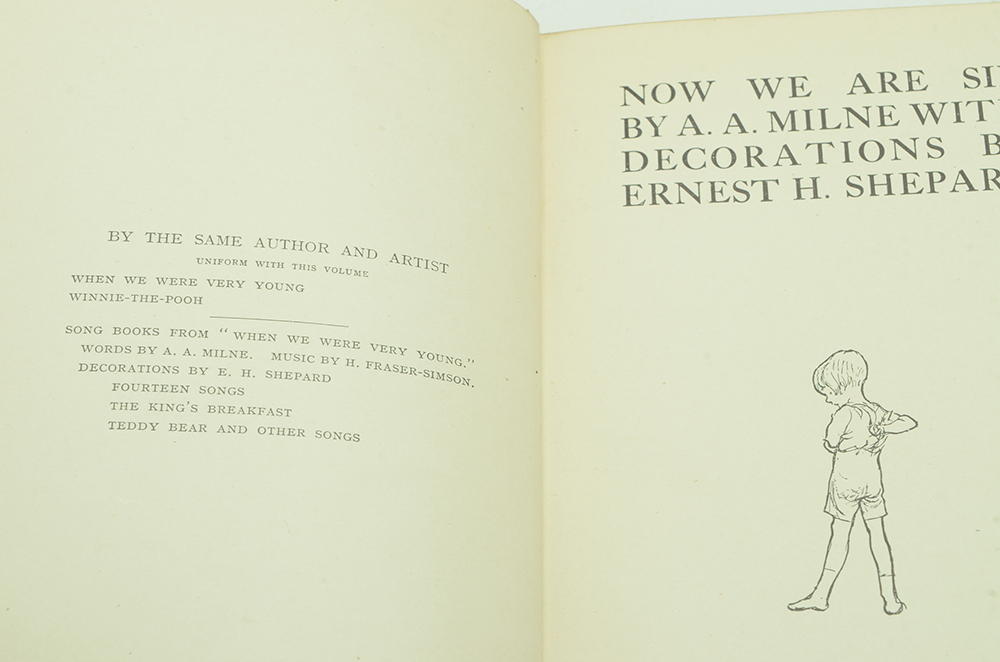 BY THE SAME AUTHOR AND ARTIST
UNIFORM WITH THIS VOLUME
WHEN WE WERE VERY YOUNG
WINNIE-THE-POOH
SONG BOOKS FROM "WHEN WE WERE VERY YOUNG."
WORDS BY A. A. MILNE. MUSIC BY H. FRASER-SIMSON.
DECORATIONS BY E. H. SHEPARD
FOURTEEN SONGS
THE KING'S BREAKFAST
TEDDY BEAR AND OTHER SONGS
NOW WE ARE SI
BY A. A. MILNE WIT
DECORATIONS B
ERNEST H. SHEPAR